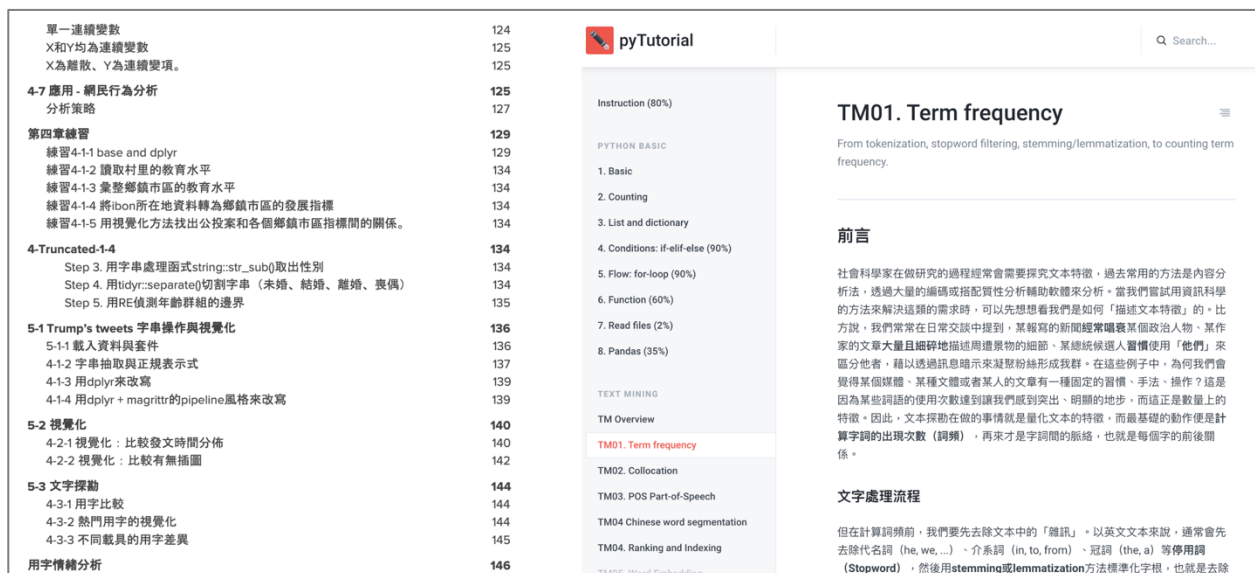 單一連續變數 124
X和Y均為連續變數 125
X為離散、Y為連續變項。 125
4-7 應用 - 網民行為分析 125
分析策略 127
第四章練習 129
練習4-1-1 base and dplyr 129
練習4-1-2 讀取村里的教育水平 134
練習4-1-3 彙整鄉鎮市區的教育水平 134
練習4-1-4 將ibon所在地資料轉為鄉鎮市區的發展指標 134
練習4-1-5 用視覺化方法找出公投案和各個鄉鎮市區指標間的關係。 134
4-Truncated-1-4 134
Step 3. 用字串處理函式string::str_sub()取出性別 134
Step 4. 用tidyr::separate()切割字串（未婚、結婚、離婚、喪偶） 134
Step 5. 用RE偵測年齡群組的邊界 135
5-1 Trump's tweets 字串操作與視覺化 136
5-1-1 載入資料與套件 136
4-1-2 字串抽取與正規表示式 137
4-1-3 用dplyr來改寫 139
4-1-4 用dplyr + magrittr的pipeline風格來改寫 139
5-2 視覺化 140
4-2-1 視覺化：比較發文時間分佈 140
4-2-2 視覺化：比較有無插圖 142
5-3 文字探勘 144
4-3-1 用字比較 144
4-3-2 熱門用字的視覺化 144
4-3-3 不同載具的用字差異 145
用字情緒分析 146
pyTutorial
Search...
Instruction (80%)
PYTHON BASIC
1. Basic
2. Counting
3. List and dictionary
4. Conditions: if-elif-else (90%)
5. Flow: for-loop (90%)
6. Function (60%)
7. Read files (2%)
8. Pandas (35%)
TEXT MINING
TM Overview
TM01. Term frequency
TM02. Collocation
TM03. POS Part-of-Speech
TM04 Chinese word segmentation
TM04. Ranking and Indexing
TM05. Word Embedding
TM01. Term frequency
From tokenization, stopword filtering, stemming/lemmatization, to counting term
frequency.
前言
社會科學家在做研究的過程經常會需要探究文本特徵，過去常用的方法是內容分
析法，透過大量的編碼或搭配質性分析輔助軟體來分析。當我們嘗試用資訊科學
的方法來解決這類的需求時，可以先想想看我們是如何「描述文本特徵」的。比
方說，我們常常在日常交談中提到，某報寫的新聞經常唱衰某個政治人物、某作
家的文章大量且細碎地描述周遭景物的細節、某總統候選人習慣使用「他們」來
區分他者，藉以透過訊息暗示來凝聚粉絲形成我群。在這些例子中，為何我們會
覺得某個媒體、某種文體或者某人的文章有一種固定的習慣、手法、操作？這是
因為某些詞語的使用次數達到讓我們感到突出、明顯的地步，而這正是數量上的
特徵。因此，文本探勘在做的事情就是量化文本的特徵，而最基礎的動作便是計
算字詞的出現次數（詞頻），再來才是字詞間的脈絡，也就是每個字的前後關
係。
文字處理流程
但在計算詞頻前，我們要先去除文本中的「雜訊」。以英文文本來說，通常會先
去除代名詞（he, we, ...）、介系詞（in, to, from）、冠詞（the, a）等停用詞
（Stopword），然後用stemming或lemmatization方法標準化字根，也就是去除